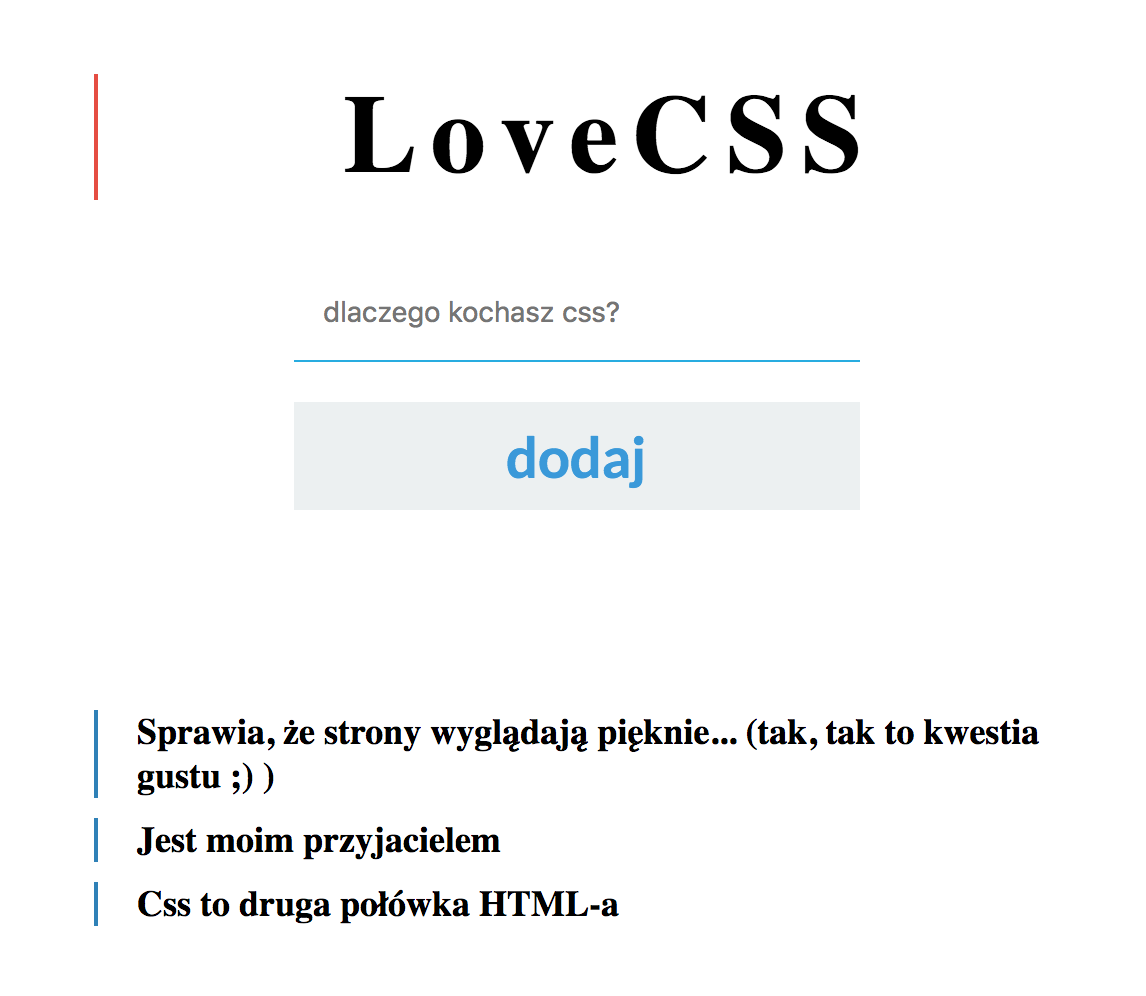 LoveCSS
dlaczego kochasz css?
dodaj
Sprawia, że strony wyglądają pięknie... (tak, tak to kwestia
gustu ;) )
Jest moim przyjacielem
Css to druga połówka HTML-a